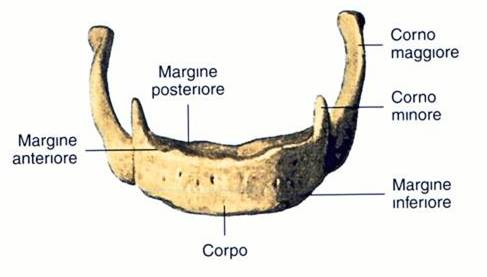 Corno
maggiore
Margine
posteriore
Corno
minore
Margine
anteriore
Margine
inferiore
Corpo